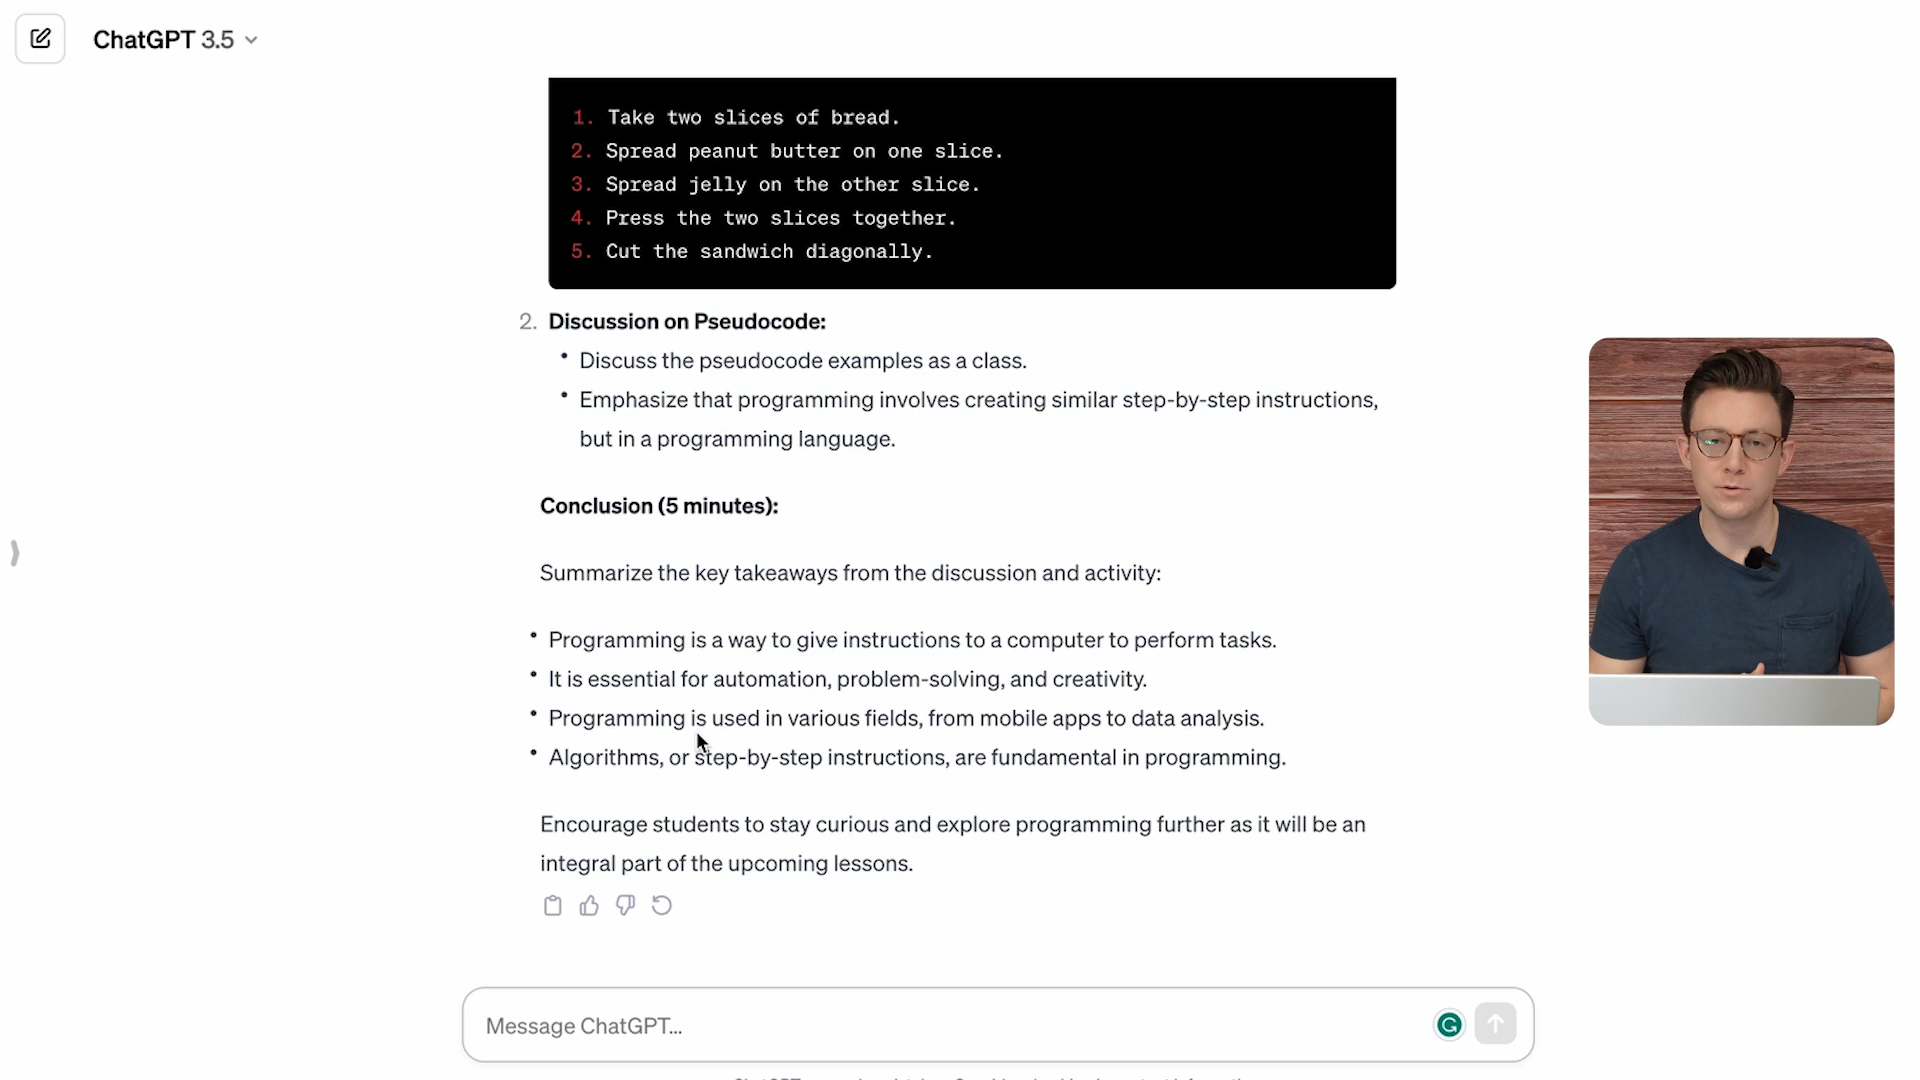 ChatGPT 3.5
1. Take two slices of bread.
2. Spread peanut butter on one slice.
3. Spread jelly on the other slice.
4. Press the two slices together.
5. Cut the sandwich diagonally.
2. Discussion on Pseudocode:
• Discuss the pseudocode examples as a class.
• Emphasize that programming involves creating similar step-by-step instructions,
but in a programming language.
Conclusion (5 minutes):
Summarize the key takeaways from the discussion and activity:
• Programming is a way to give instructions to a computer to perform tasks.
• It is essential for automation, problem-solving, and creativity.
• Programming is used in various fields, from mobile apps to data analysis.
• Algorithms, or step-by-step instructions, are fundamental in programming.
Encourage students to stay curious and explore programming further as it will be an
integral part of the upcoming lessons.
Message ChatGPT...